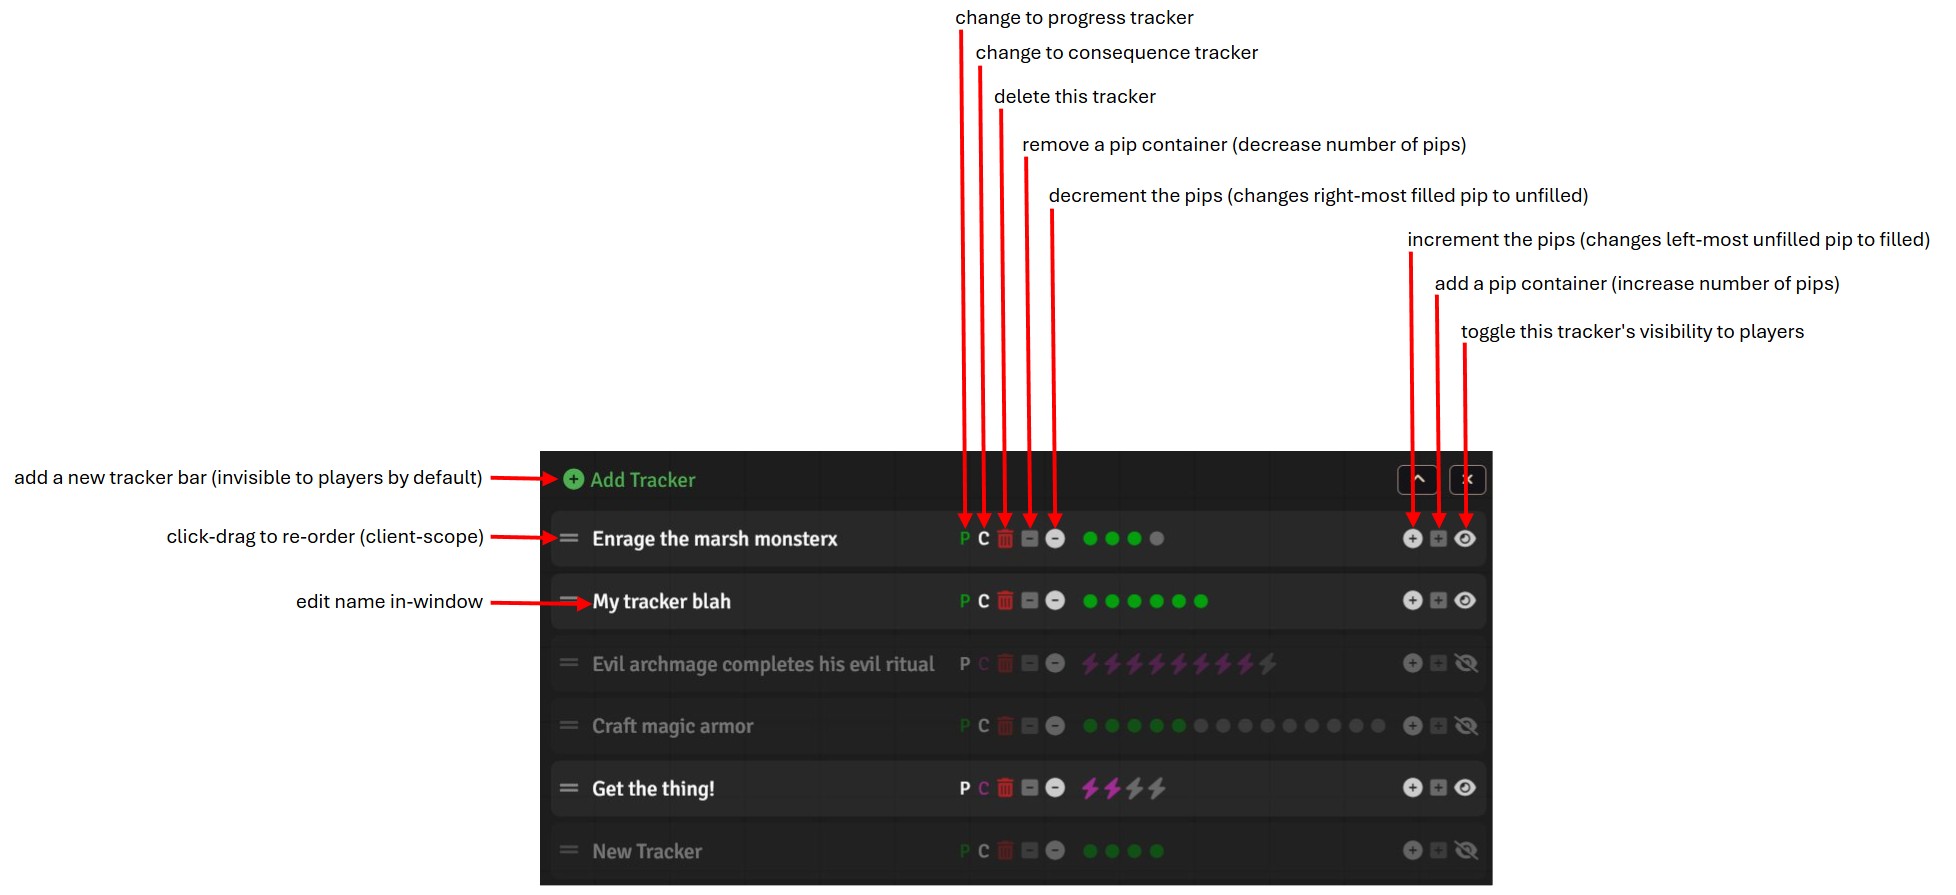 change to progress tracker
change to consequence tracker
delete this tracker
remove a pip container (decrease number of pips)
decrement the pips (changes right-most filled pip to unfilled)
increment the pips (changes left-most unfilled pip to filled)
add a pip container (increase number of pips)
toggle this tracker's visibility to players
add a new tracker bar (invisible to players by default)
Add Tracker
click-drag to re-order (client-scope)
Enrage the marsh monsterx P C
edit name in-window
My tracker blah P C
Evil archmage completes his evil ritual P C
Craft magic armor P C
Get the thing! P C
New Tracker P C